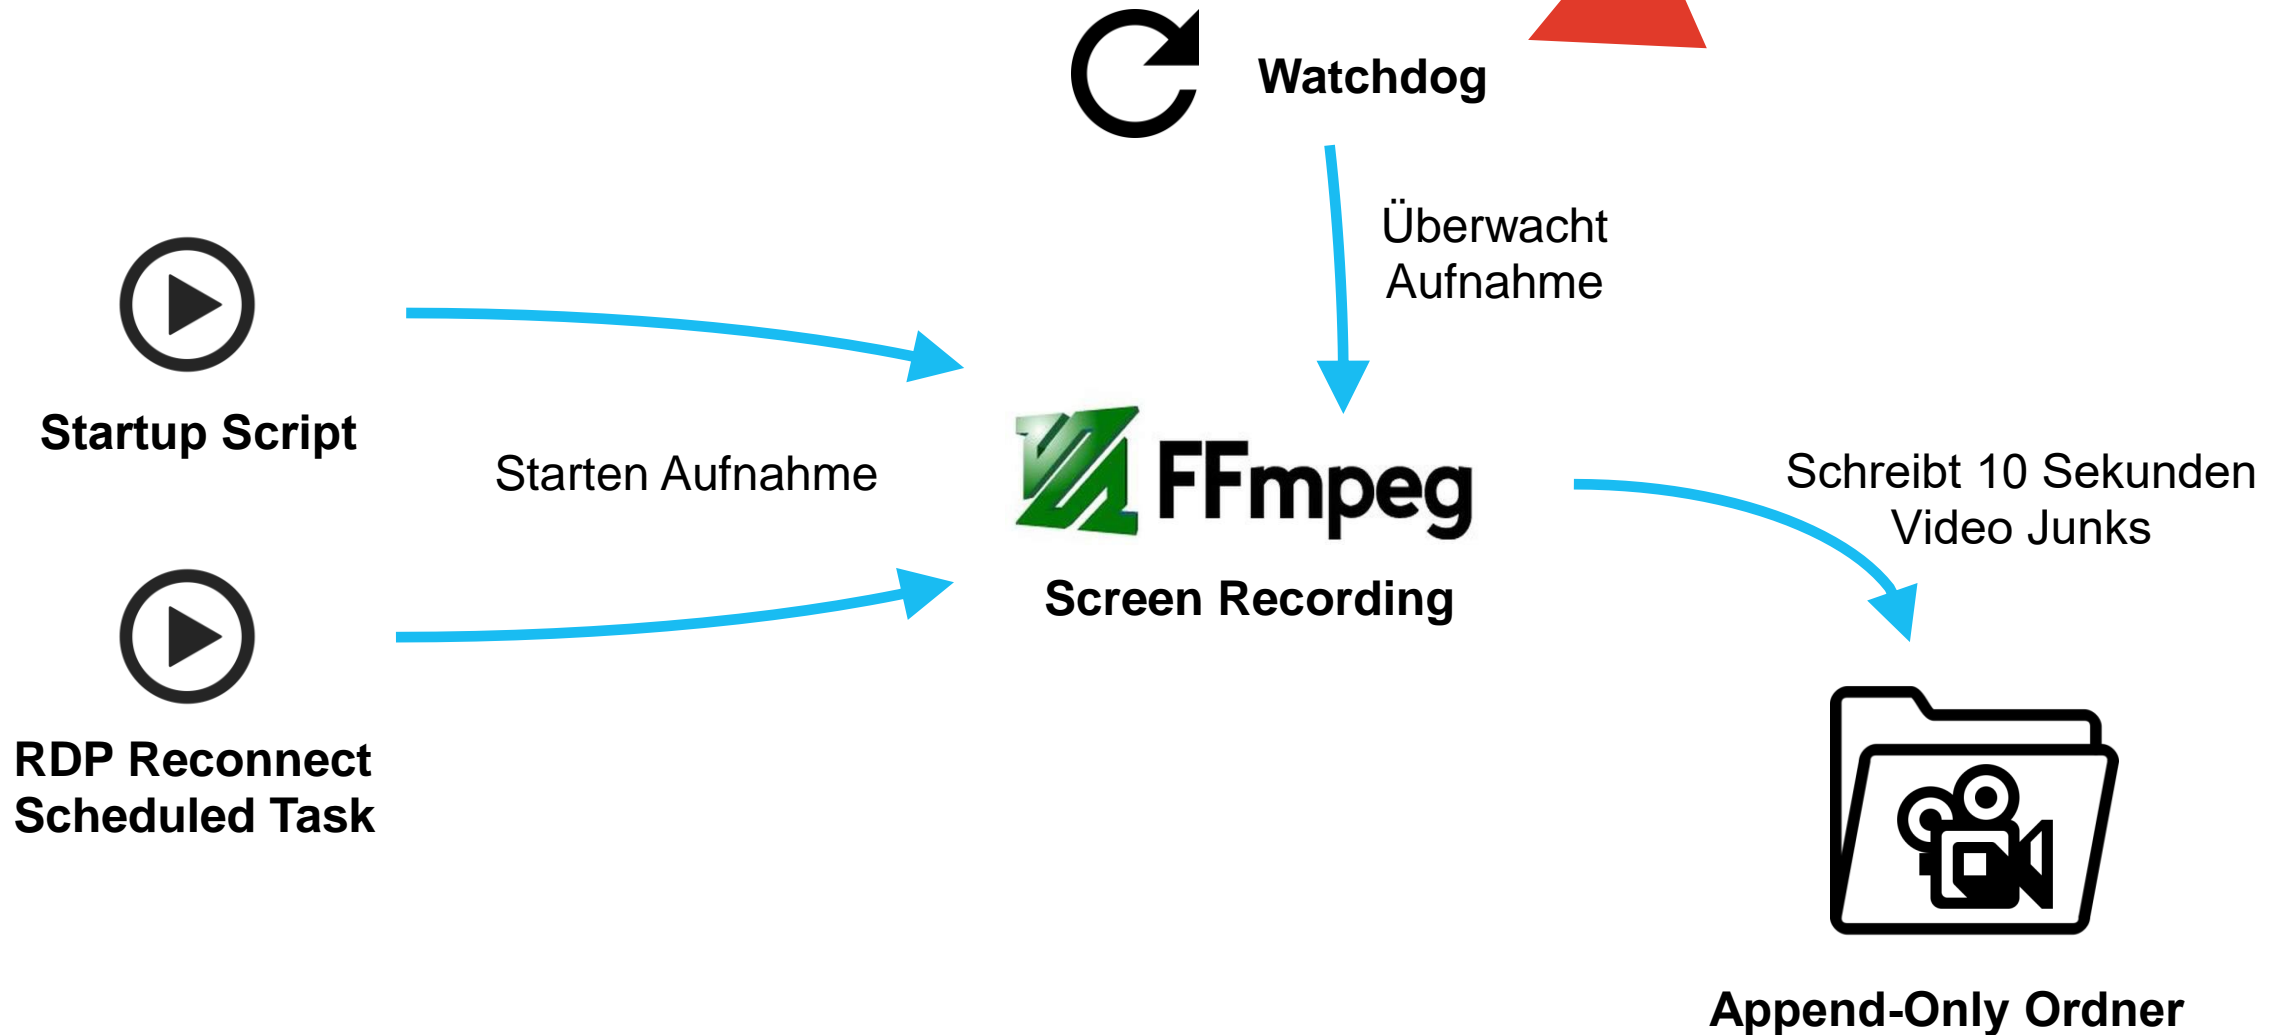 Watchdog
Überwacht
Aufnahme
Startup Script
Starten Aufnahme
FFmpeg
Schreibt 10 Sekunden
Video Junks
Screen Recording
RDP Reconnect
Scheduled Task
Append-Only Ordner